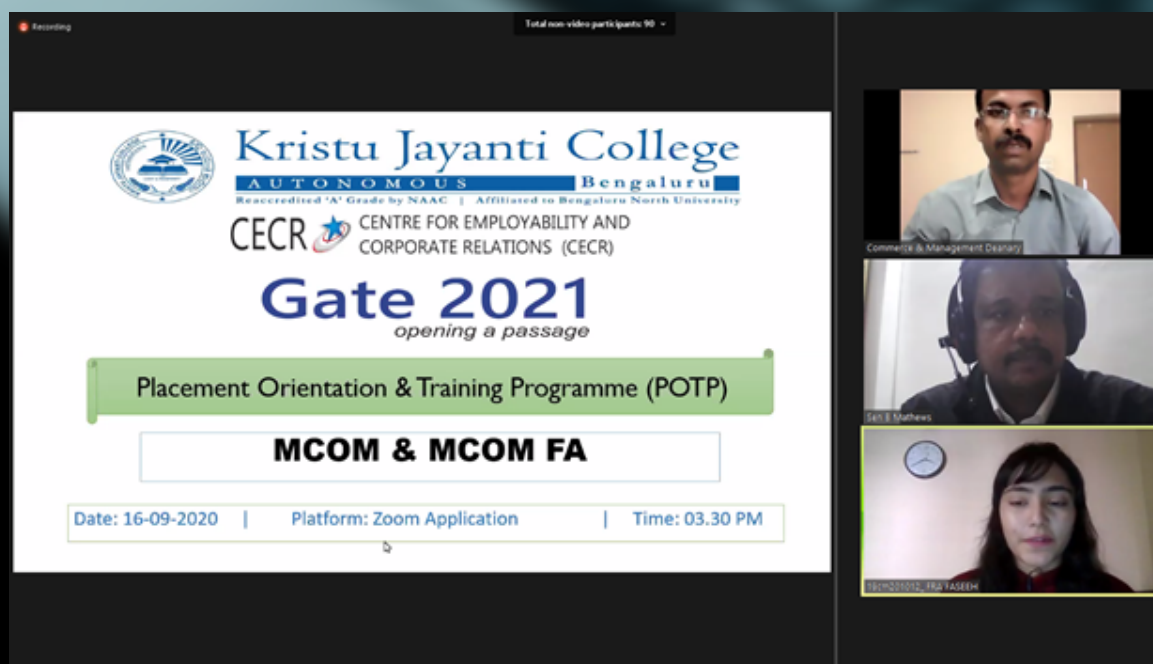 Recording
Total non-video participants: 90
Kristu Jayanti College
AUTONOMOUS Bengaluru
Reaccredited 'A' Grade by NAAC | Affiliated to Bengaluru North University
CECR CENTRE FOR EMPLOYABILITY AND
CORPORATE RELATIONS (CECR)
Gate 2021
opening a passage
Placement Orientation & Training Programme (POTP)
MCOM & MCOM FA
Date: 16-09-2020 | Platform: Zoom Application | Time: 03.30 PM
Commerce & Management Deanary
Sen B Mathews
FASEEH